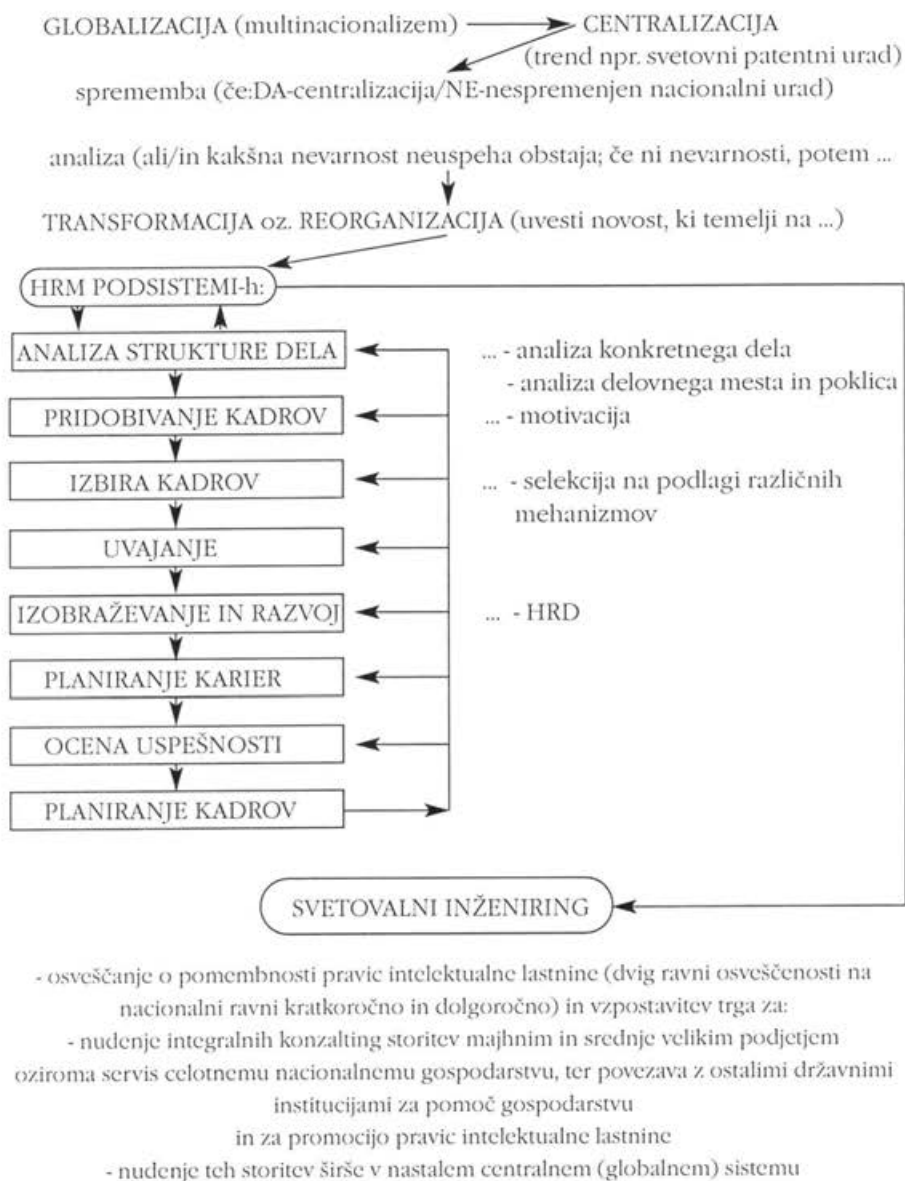 GLOBALIZACIJA (multinacionalizem) CENTRALIZACIJA
(trend npr. svetovni patentni urad)
sprememba (če:DA-centralizacija/NE-nespremenjen nacionalni urad)
analiza (ali/in kakšna nevarnost neuspeha obstaja; če ni nevarnosti, potem ...
TRANSFORMACIJA oz. REORGANIZACIJA (uvesti novost, ki temelji na ...)
HRM PODSISTEMI-h:
ANALIZA STRUKTURE DELA
... - analiza konkretnega dela
- analiza delovnega mesta in poklica
PRIDOBIVANJE KADROV
... - motivacija
IZBIRA KADROV
... - selekcija na podlagi različnih
mehanizmov
UVAJANJE
IZOBRAŽEVANJE IN RAZVOJ
... - HRD
PLANIRANJE KARIER
OCENA USPEŠNOSTI
PLANIRANJE KADROV
SVETOVALNI INŽENIRING
- osveščanje o pomembnosti pravic intelektualne lastnine (dvig ravni osveščenosti na
nacionalni ravni kratkoročno in dolgoročno) in vzpostavitev trga za:
- nudenje integralnih konzalting storitev majhnim in srednje velikim podjetjem
oziroma servis celotnemu nacionalnemu gospodarstvu, ter povezava z ostalimi državnimi
institucijami za pomoč gospodarstvu
in za promocijo pravic intelektualne lastnine
- nudenje teh storitev širše v nastalem centralnem (globalnem) sistemu